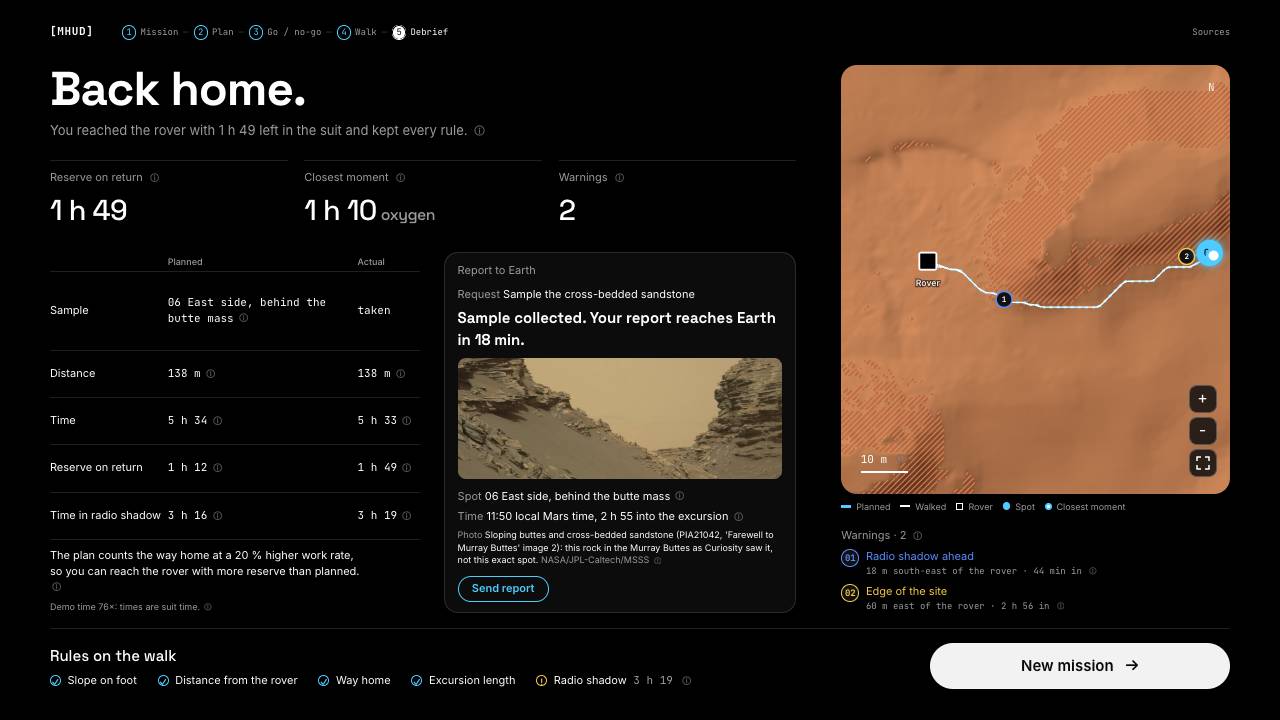 [MHUD] 1 Mission – 2 Plan – 3 Go / no-go – 4 Walk – 5 Debrief Sources
Back home.
You reached the rover with 1 h 49 left in the suit and kept every rule. ⓘ
Reserve on return ⓘ
1 h 49
Closest moment ⓘ
1 h 10 oxygen
Warnings ⓘ
2
Planned Actual
Sample 06 East side, behind the butte mass ⓘ taken
Distance 138 m ⓘ 138 m ⓘ
Time 5 h 34 ⓘ 5 h 33 ⓘ
Reserve on return 1 h 12 ⓘ 1 h 49 ⓘ
Time in radio shadow 3 h 16 ⓘ 3 h 19 ⓘ
The plan counts the way home at a 20 % higher work rate,
so you can reach the rover with more reserve than planned.
ⓘ
Demo time 76×: times are suit time. ⓘ
Report to Earth
Request Sample the cross-bedded sandstone
Sample collected. Your report reaches Earth
in 18 min.
Spot 06 East side, behind the butte mass ⓘ
Time 11:50 local Mars time, 2 h 55 into the excursion ⓘ
Photo Sloping buttes and cross-bedded sandstone (PIA21042, 'Farewell to
Murray Buttes' image 2): this rock in the Murray Buttes as Curiosity saw it,
not this exact spot. NASA/JPL-Caltech/MSSS ⓘ
Send report
N
Rover
1
2
10 m
+
-
Planned Walked Rover Spot Closest moment
Warnings · 2 ⓘ
01 Radio shadow ahead
18 m south-east of the rover · 44 min in ⓘ
02 Edge of the site
60 m east of the rover · 2 h 56 in ⓘ
Rules on the walk
Slope on foot Distance from the rover Way home Excursion length Radio shadow 3 h 19 ⓘ
New mission →